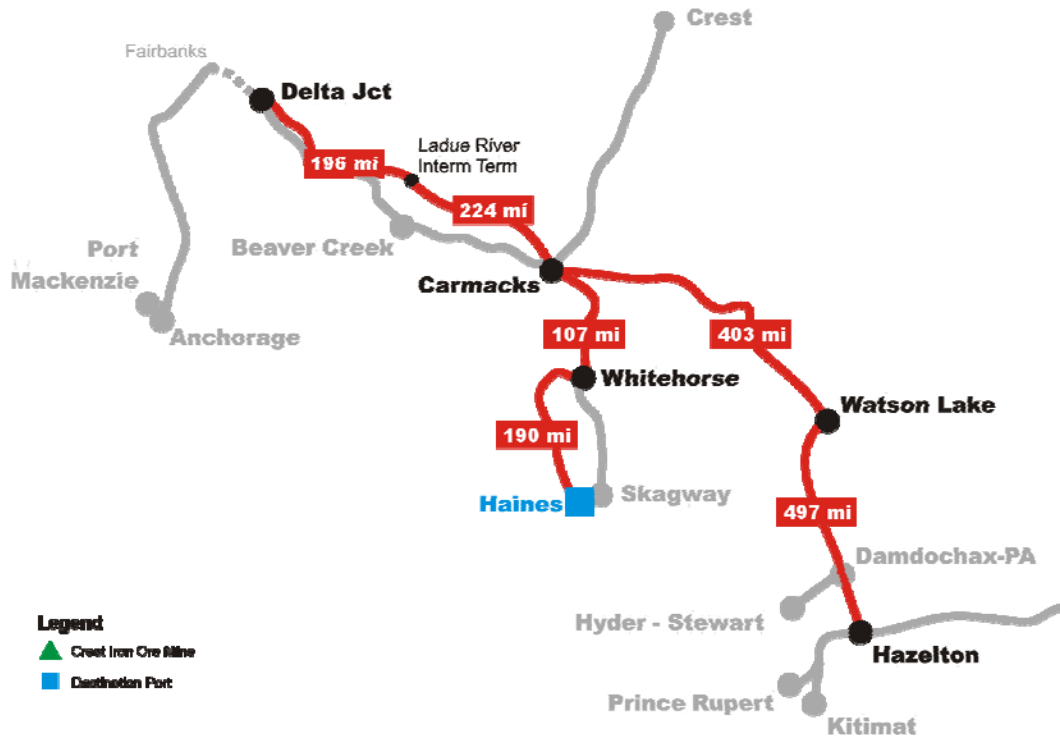 Crest
Fairbanks
Delta Jct
Ladue River
Interm Term
196 mi
224 mi
Beaver Creek
Port
Mackenzie
Carmacks
Anchorage
107 mi
403 mi
Whitehorse
Watson Lake
190 mi
Haines
Skagway
497 mi
Damdochax-PA
Hyder - Stewart
Hazelton
Prince Rupert
Kitimat
Legend
Crest Iron Ore Mine
Destination Port